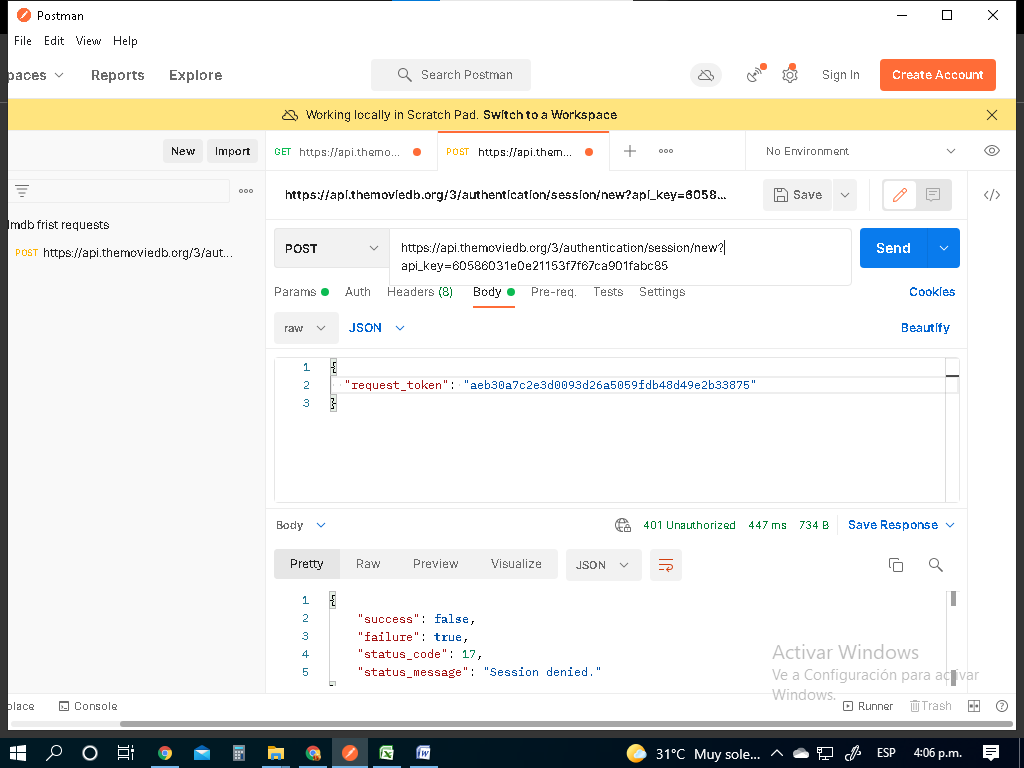 Postman
File Edit View Help
paces Reports Explore Search Postman Sign In Create Account
Working locally in Scratch Pad. Switch to a Workspace
New Import GET https://api.themo... POST https://api.them... No Environment
https://api.themoviedb.org/3/authentication/session/new?api_key=6058... Save
Imdb frist requests
POST https://api.themoviedb.org/3/aut...
POST https://api.themoviedb.org/3/authentication/session/new? Send
api_key=60586031e0e21153f7f67ca901fabc85
Params Auth Headers (8) Body Pre-req. Tests Settings Cookies
raw JSON Beautify
1 {
2 "request_token": "aeb30a7c2e3d0093d26a5059fdb48d49e2b33875"
3 }
Body 401 Unauthorized 447 ms 734 B Save Response
Pretty Raw Preview Visualize JSON
1 {
2 "success": false,
3 "failure": true,
4 "status_code": 17,
5 "status_message": "Session denied."
Activar Windows
Ve a Configuración para activar
Windows.
place Console Runner Trash
31°C Muy sole... ESP 4:06 p.m.